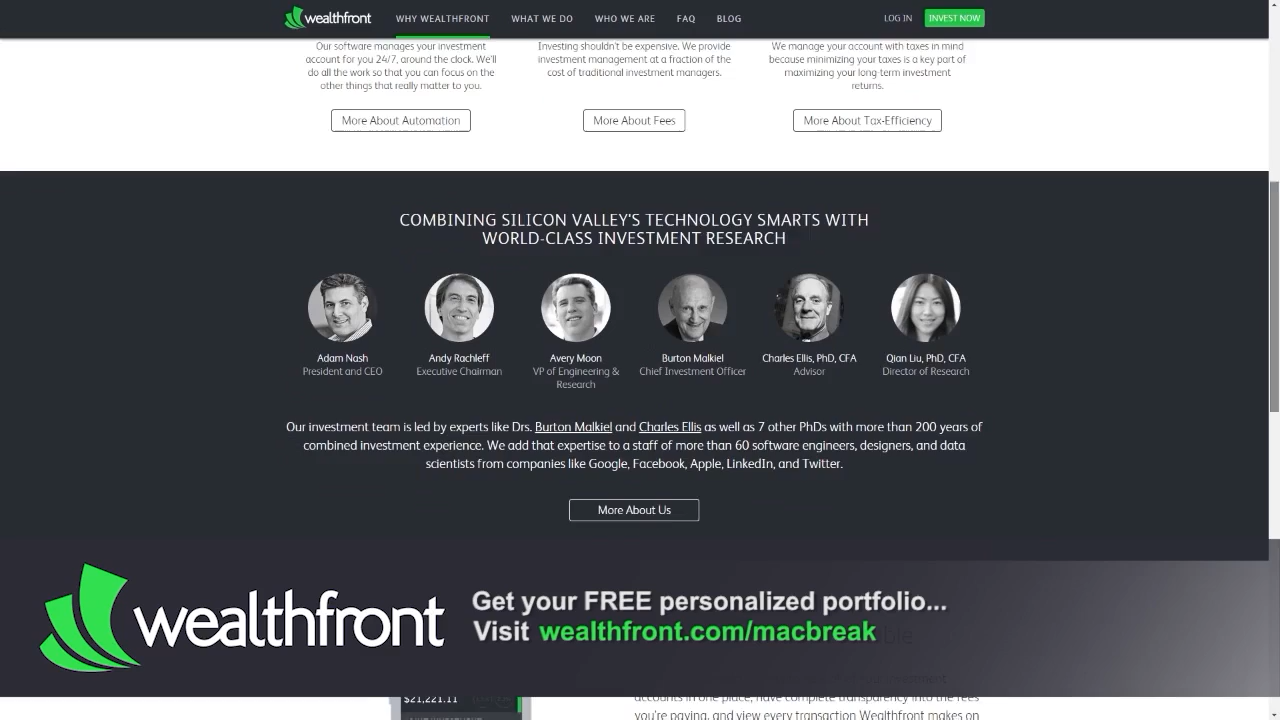 wealthfront WHY WEALTHFRONT WHAT WE DO WHO WE ARE FAQ BLOG LOG IN INVEST NOW
Our software manages your investment
account for you 24/7, around the clock. We'll
do all the work so that you can focus on the
other things that really matter to you.
More About Automation
Investing shouldn't be expensive. We provide
investment management at a fraction of the
cost of traditional investment managers.
More About Fees
We manage your account with taxes in mind
because minimizing your taxes is a key part of
maximizing your long-term investment
returns.
More About Tax-Efficiency
COMBINING SILICON VALLEY'S TECHNOLOGY SMARTS WITH
WORLD-CLASS INVESTMENT RESEARCH
Adam Nash
President and CEO
Andy Rachleff
Executive Chairman
Avery Moon
VP of Engineering &
Research
Burton Malkiel
Chief Investment Officer
Charles Ellis, PhD, CFA
Advisor
Qian Liu, PhD, CFA
Director of Research
Our investment team is led by experts like Drs. Burton Malkiel and Charles Ellis as well as 7 other PhDs with more than 200 years of
combined investment experience. We add that expertise to a staff of more than 60 software engineers, designers, and data
scientists from companies like Google, Facebook, Apple, LinkedIn, and Twitter.
More About Us
wealthfront
Get your FREE personalized portfolio...
Visit wealthfront.com/macbreak
$21,221.11
accounts in one place, have complete transparency into the fees
you're paying, and view every transaction Wealthfront makes on